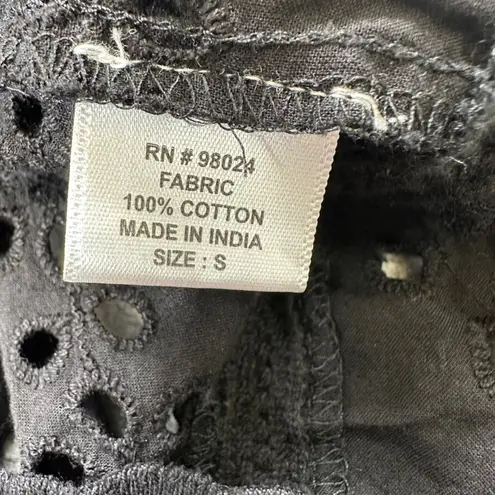 RN # 98024
FABRIC
100% COTTON
MADE IN INDIA
SIZE : S